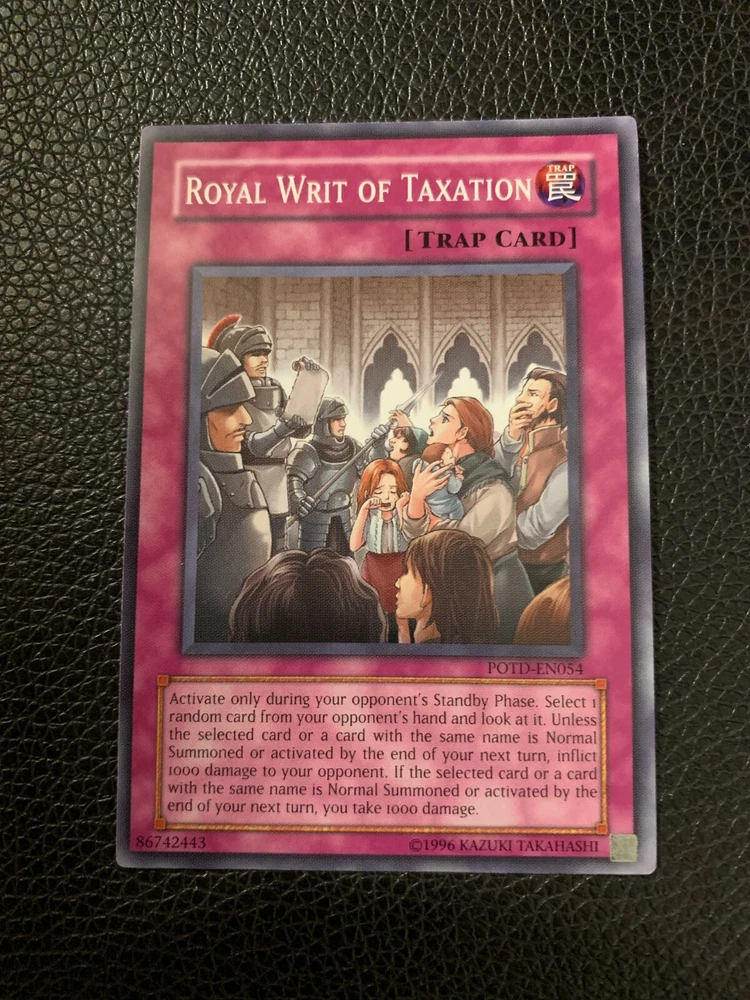 ROYAL WRIT OF TAXATION
TRAP
罠
[TRAP CARD]
POTD-EN054
Activate only during your opponent's Standby Phase. Select 1
random card from your opponent's hand and look at it. Unless
the selected card or a card with the same name is Normal
Summoned or activated by the end of your next turn, inflict
1000 damage to your opponent. If the selected card or a card
with the same name is Normal Summoned or activated by the
end of your next turn, you take 1000 damage.
86742443
©1996 KAZUKI TAKAHASHI